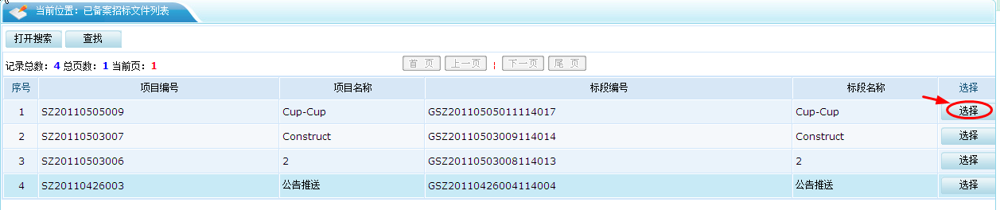 当前位置：已备案招标文件列表
打开搜索 查找
记录总数：4 总页数：1 当前页：1 首 页 上一页 ¦ 下一页 尾 页
序号 项目编号 项目名称 标段编号 标段名称 选择
1 SZ20110505009 Cup-Cup GSZ20110505011114017 Cup-Cup 选择
2 SZ20110503007 Construct GSZ20110503009114014 Construct 选择
3 SZ20110503006 2 GSZ20110503008114013 2 选择
4 SZ20110426003 公告推送 GSZ20110426004114004 公告推送 选择